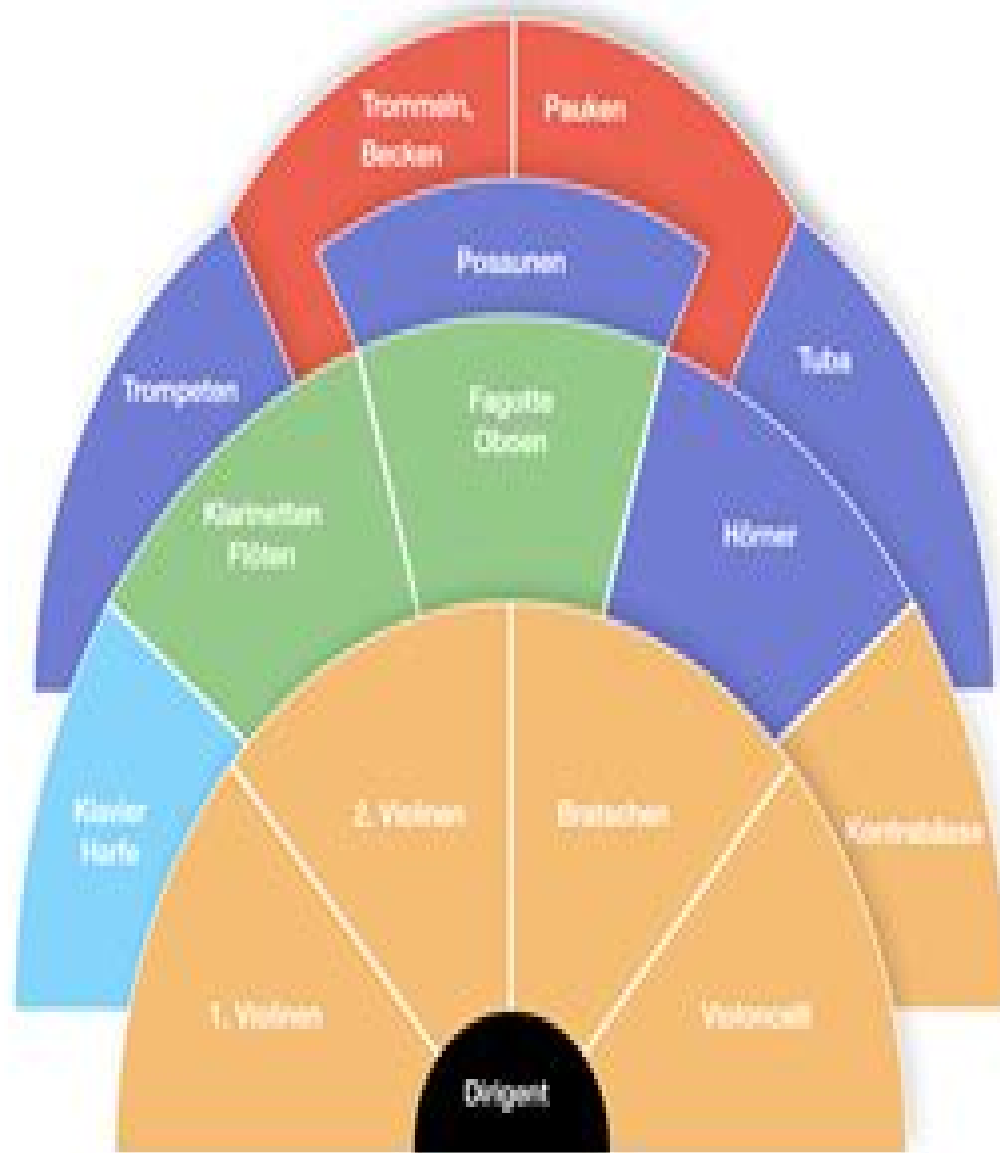 Trommeln,
Becken
Pauken
Posaunen
Trompeten
Tuba
Fagotte
Oboen
Klarinetten
Flöten
Hörner
Klavier
Harfe
2. Violinen
Bratschen
Kontrabässe
1. Violinen
Violoncelli
Dirigent